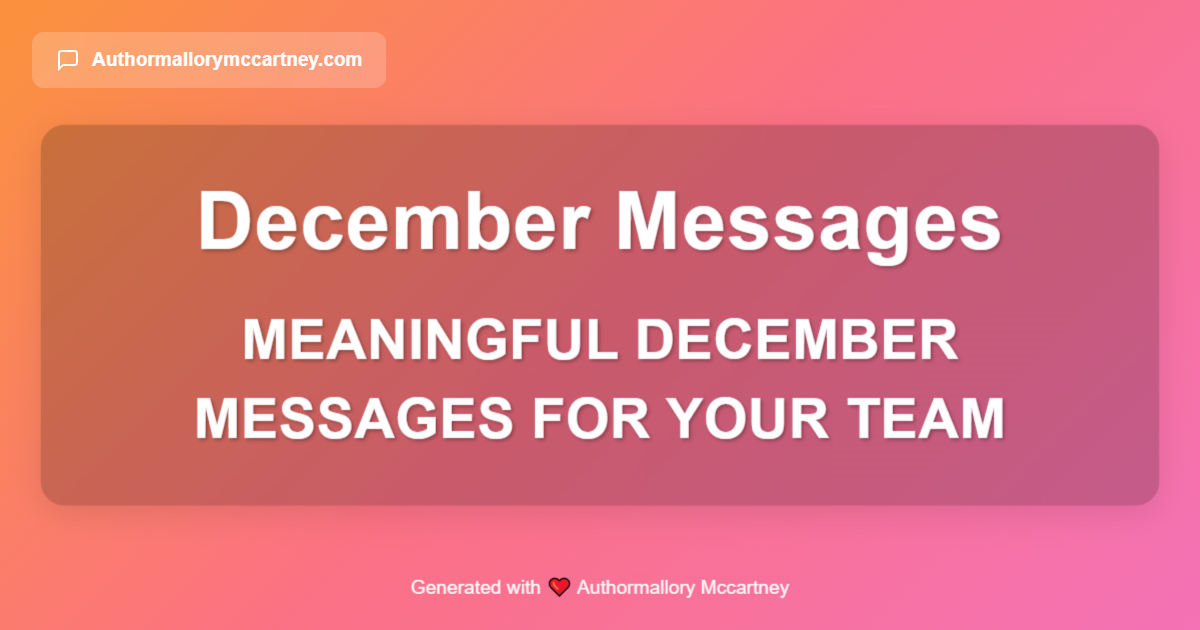 Authormallorymccartney.com
December Messages
MEANINGFUL DECEMBER
MESSAGES FOR YOUR TEAM
Generated with ❤️ Authormallory Mccartney